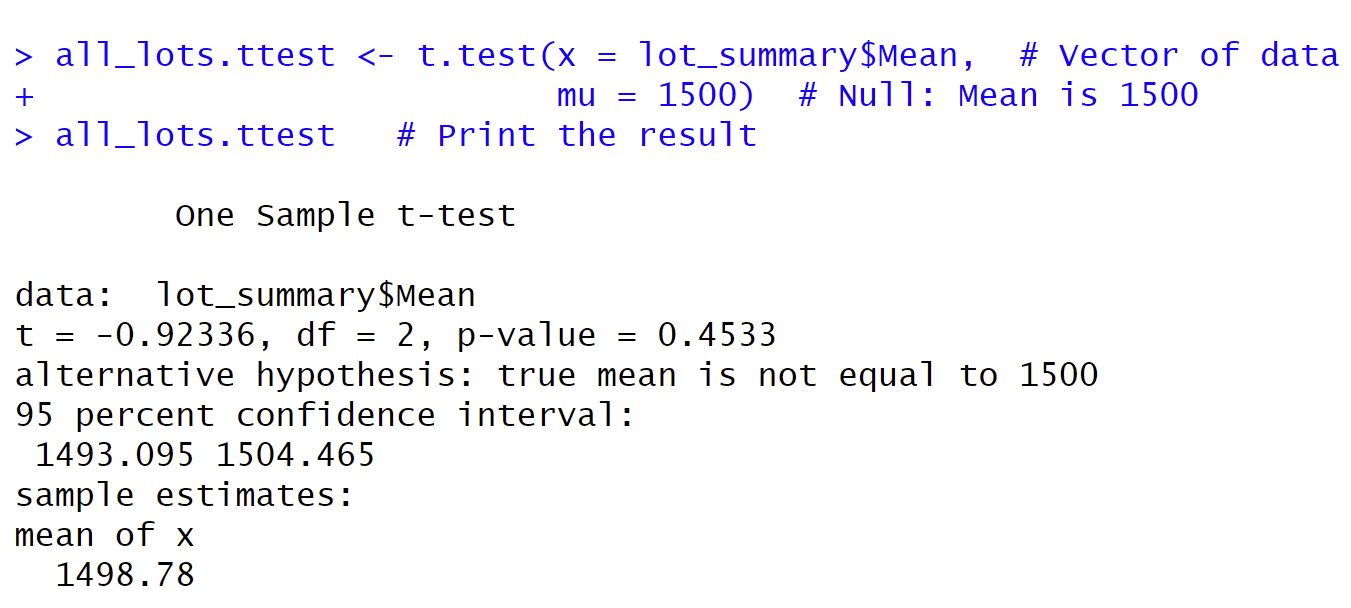 > all_lots.ttest <- t.test(x = lot_summary$Mean,  # Vector of data
+                          mu = 1500)  # Null: Mean is 1500
> all_lots.ttest   # Print the result
        One Sample t-test
data:  lot_summary$Mean
t = -0.92336, df = 2, p-value = 0.4533
alternative hypothesis: true mean is not equal to 1500
95 percent confidence interval:
 1493.095 1504.465
sample estimates:
mean of x
  1498.78